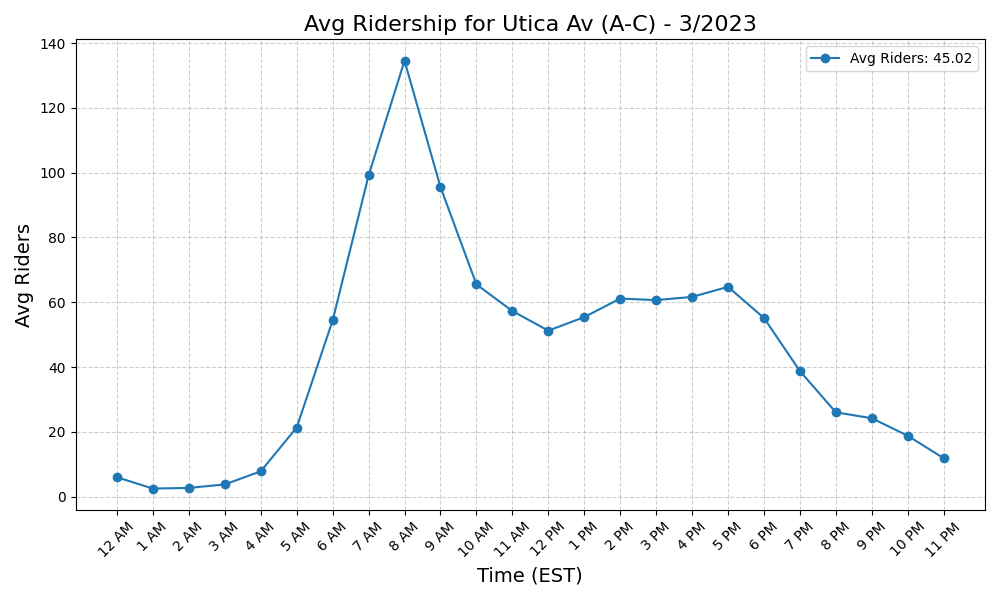 Avg Ridership for Utica Av (A-C) - 3/2023
Avg Riders: 45.02
Avg Riders
140
120
100
80
60
40
20
0
12 AM
1 AM
2 AM
3 AM
4 AM
5 AM
6 AM
7 AM
8 AM
9 AM
10 AM
11 AM
12 PM
1 PM
2 PM
3 PM
4 PM
5 PM
6 PM
7 PM
8 PM
9 PM
10 PM
11 PM
Time (EST)